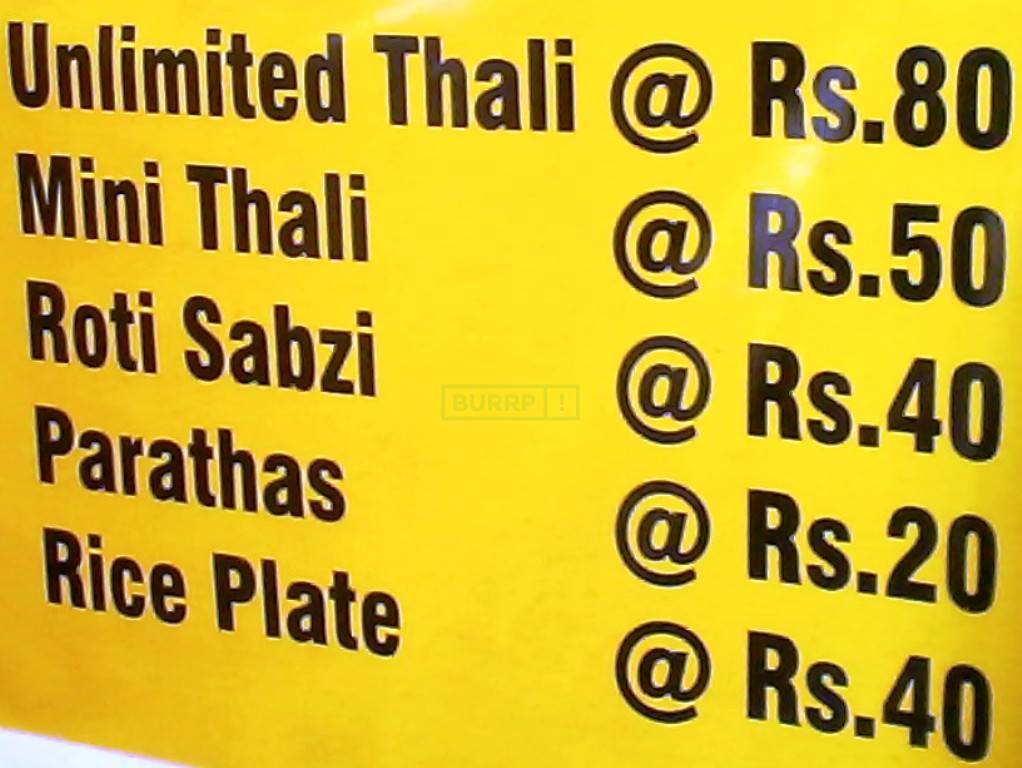 Unlimited Thali @ Rs.80
Mini Thali @ Rs.50
Roti Sabzi @ Rs.40
Parathas @ Rs.20
Rice Plate @ Rs.40
BURRP !